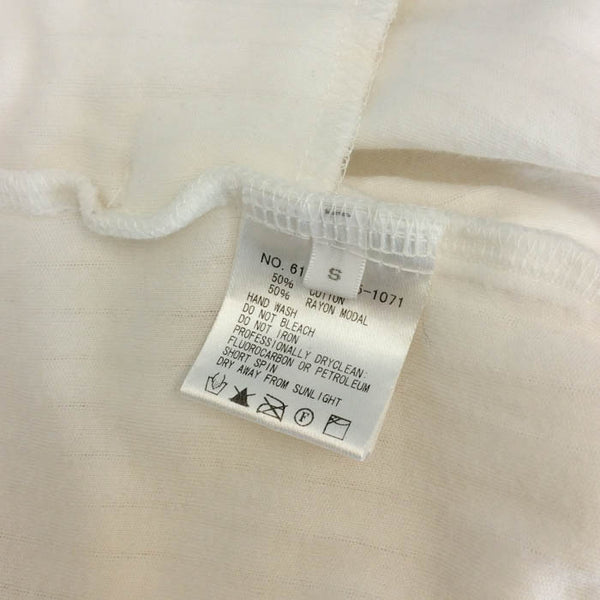 S
NO. 61 -1071
50% COTTON
50% RAYON MODAL
HAND WASH
DO NOT BLEACH
DO NOT IRON
PROFESSIONALLY DRYCLEAN:
FLUOROCARBON OR PETROLEUM
SHORT SPIN
DRY AWAY FROM SUNLIGHT
F